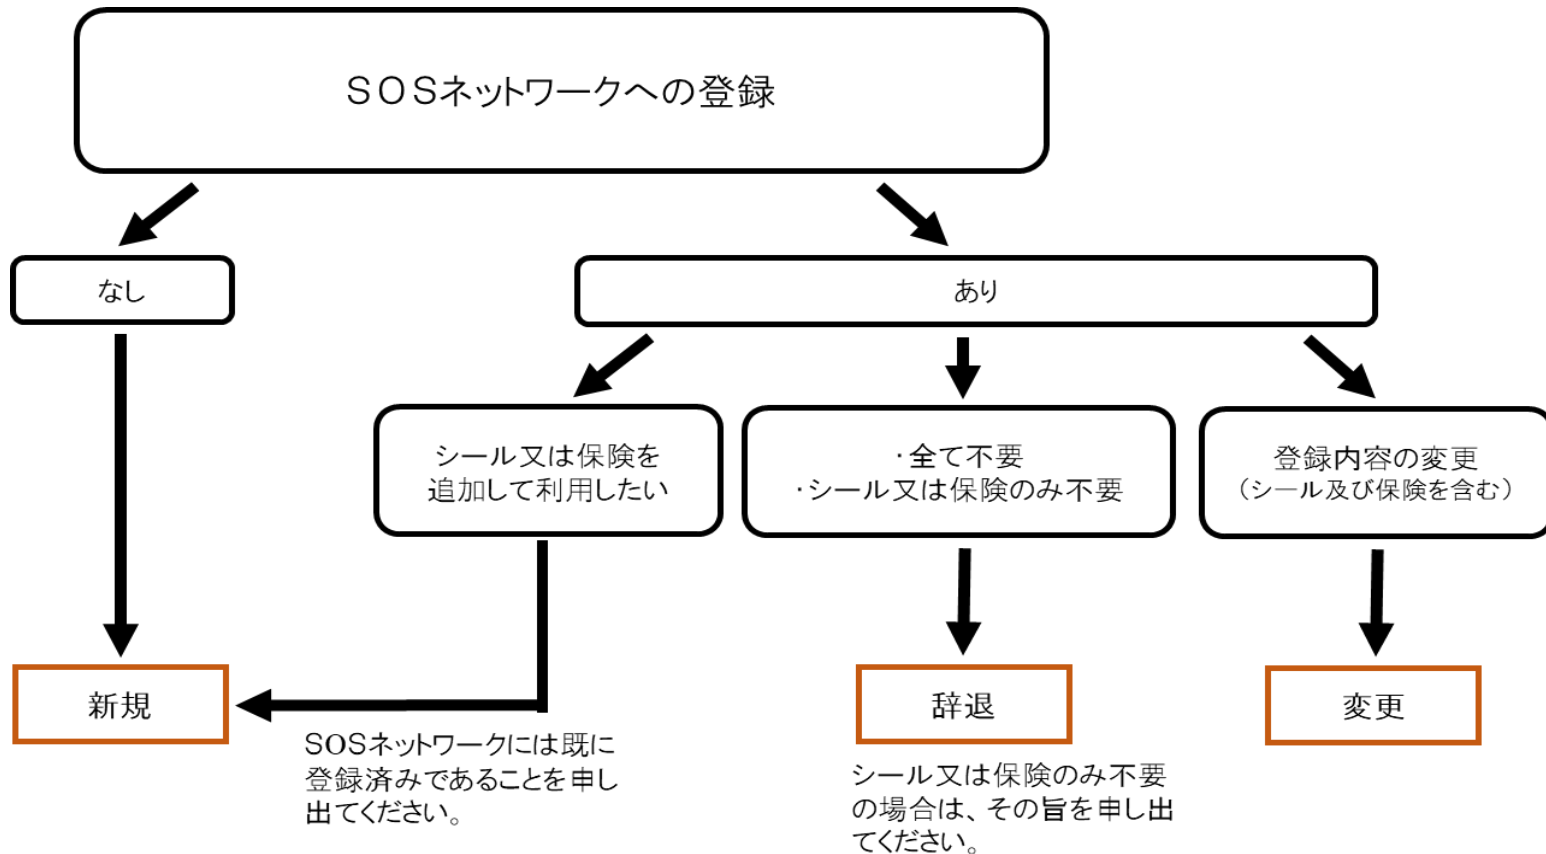 SOSネットワークへの登録
なし
あり
シール又は保険を
追加して利用したい
・全て不要
・シール又は保険のみ不要
登録内容の変更
(シール及び保険を含む)
新規
辞退
変更
SOSネットワークには既に
登録済みであることを申し
出てください。
シール又は保険のみ不要
の場合は、その旨を申し出
てください。